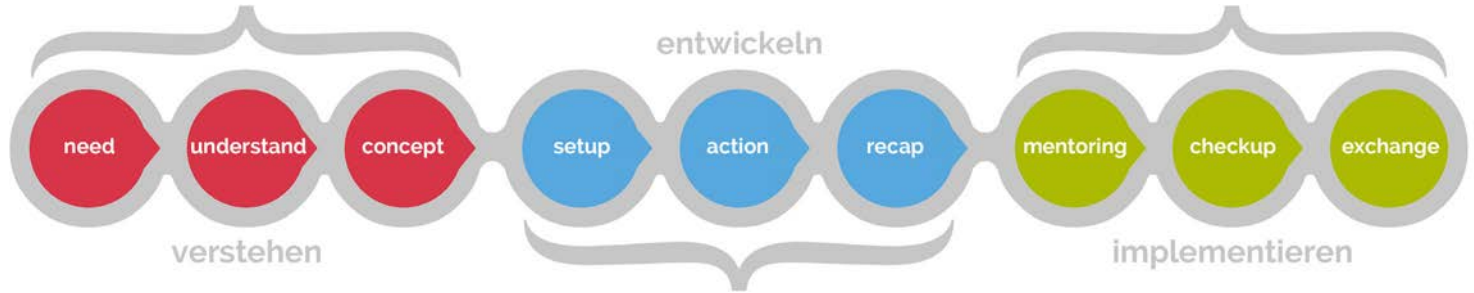 entwickeln
need understand concept setup action recap mentoring checkup exchange
verstehen implementieren